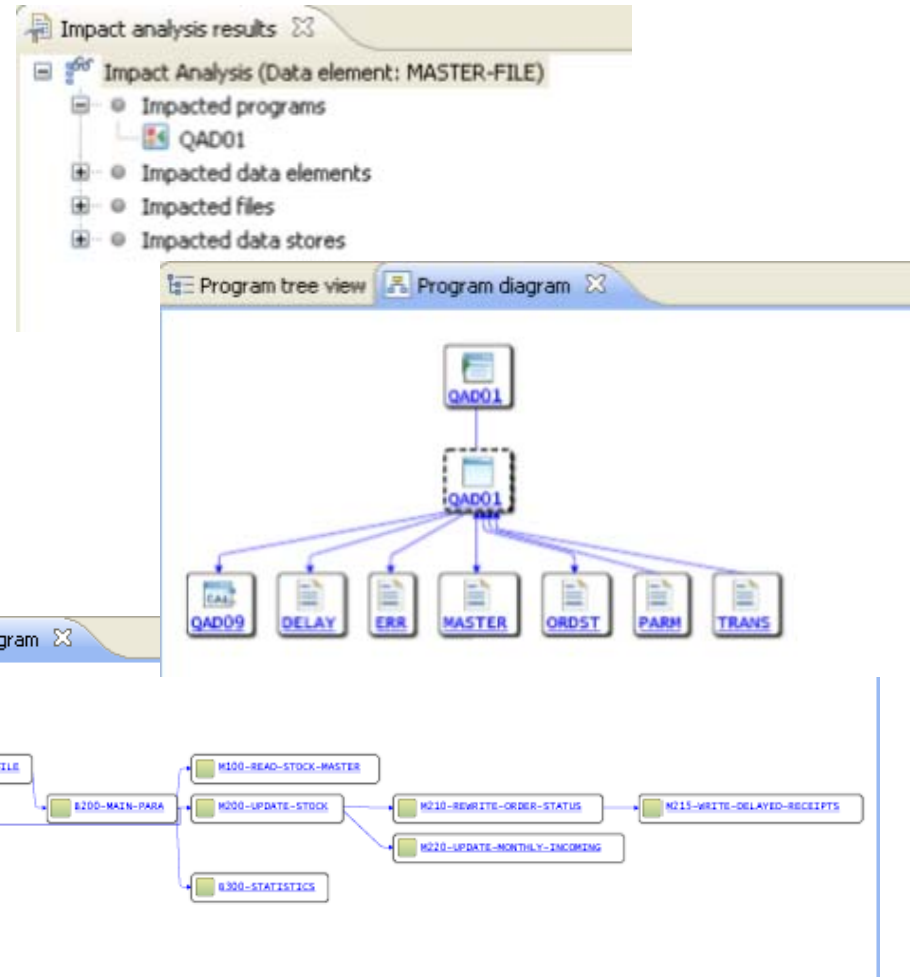 Impact analysis results
Impact Analysis (Data element: MASTER-FILE)
Impacted programs
QAD01
Impacted data elements
Impacted files
Impacted data stores
Program tree view Program diagram
QAD01
QAD01
CALL
QAD09 DELAY ERR MASTER ORDST PARM TRANS
gram
ILE M100-READ-STOCK-MASTER
B200-MAIN-PARA M200-UPDATE-STOCK M210-REWRITE-ORDER-STATUS M215-WRITE-DELAYED-RECEIPTS
M220-UPDATE-MONTHLY-INCOMING
B300-STATISTICS